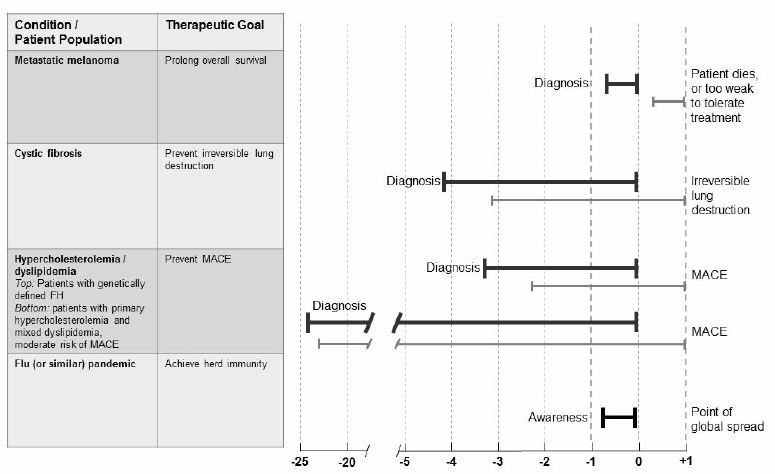 Condition /
Patient Population
Therapeutic Goal
Metastatic melanoma
Prolong overall survival
Diagnosis
Patient dies,
or too weak
to tolerate
treatment
Cystic fibrosis
Prevent irreversible lung
destruction
Diagnosis
Irreversible
lung
destruction
Hypercholesterolemia /
dyslipidemia
Top: Patients with genetically
defined FH
Bottom: patients with primary
hypercholesterolemia and
mixed dyslipidemia,
moderate risk of MACE
Prevent MACE
Diagnosis
MACE
Diagnosis
MACE
Flu (or similar) pandemic
Achieve herd immunity
Awareness
Point of
global spread
-25 -20 -5 -4 -3 -2 -1 0 +1